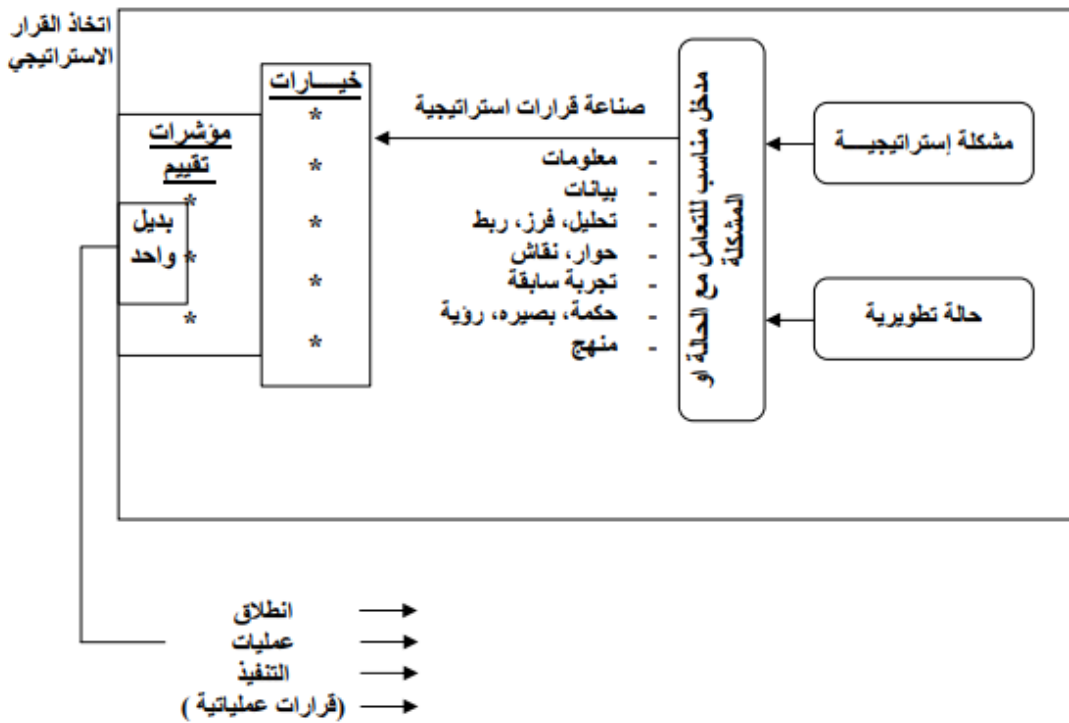 اتخاذ القرار
الاستراتيجي
مشكلة إستراتيجيـــة
حالة تطويرية
مدخل مناسب للتعامل مع الحالة او
المشكلة
صناعة قرارات استراتيجية
- معلومات
- بيانات
- تحليل، فرز، ربط
- حوار، نقاش
- تجربة سابقة
- حكمة، بصيره، رؤية
- منهج
خيـــارات
*
*
*
*
*
مؤشرات
تقييم
*
*
*
بديل
واحد
انطلاق
عمليات
التنفيذ
(قرارات عملياتية )